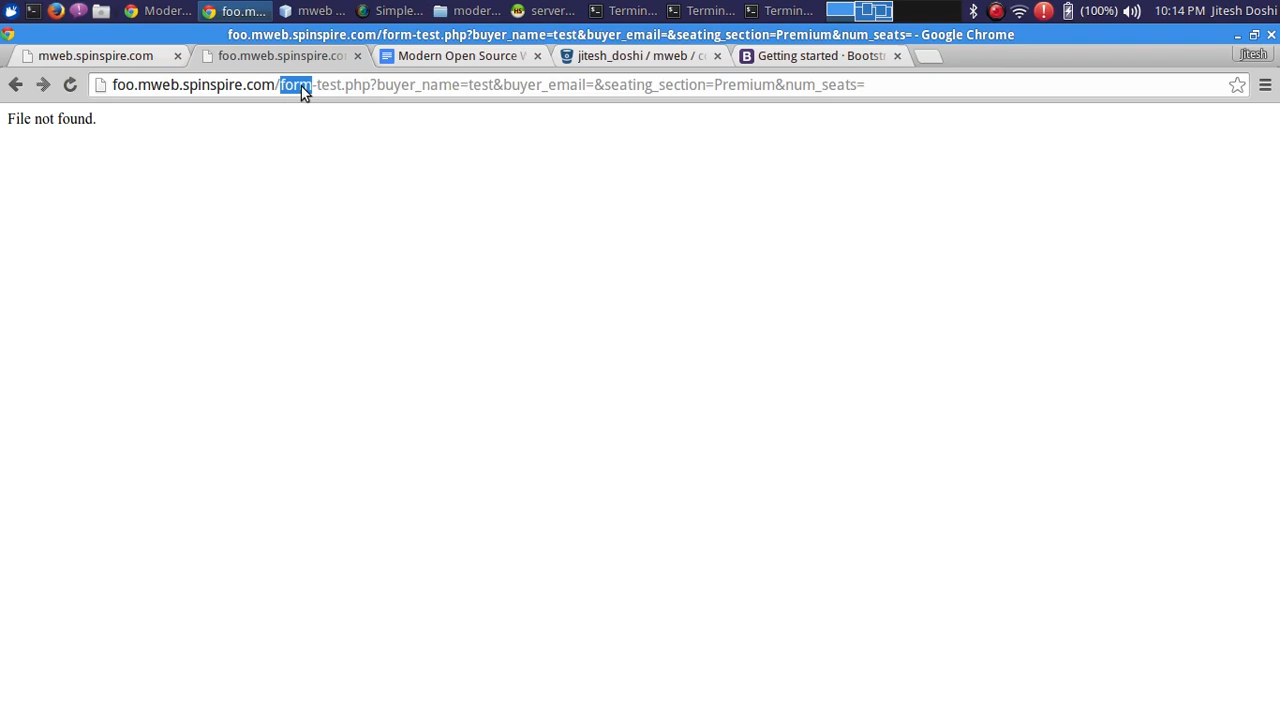 Moder... foo.m... mweb ... Simple... moder... server... Termin... Termin... Termin... (100%) 10:14 PM Jitesh Doshi
foo.mweb.spinspire.com/form-test.php?buyer_name=test&buyer_email=&seating_section=Premium&num_seats= - Google Chrome
mweb.spinspire.com foo.mweb.spinspire.co Modern Open Source W jitesh_doshi / mweb / c Getting started · Bootst Jitesh
foo.mweb.spinspire.com/form-test.php?buyer_name=test&buyer_email=&seating_section=Premium&num_seats=
File not found.